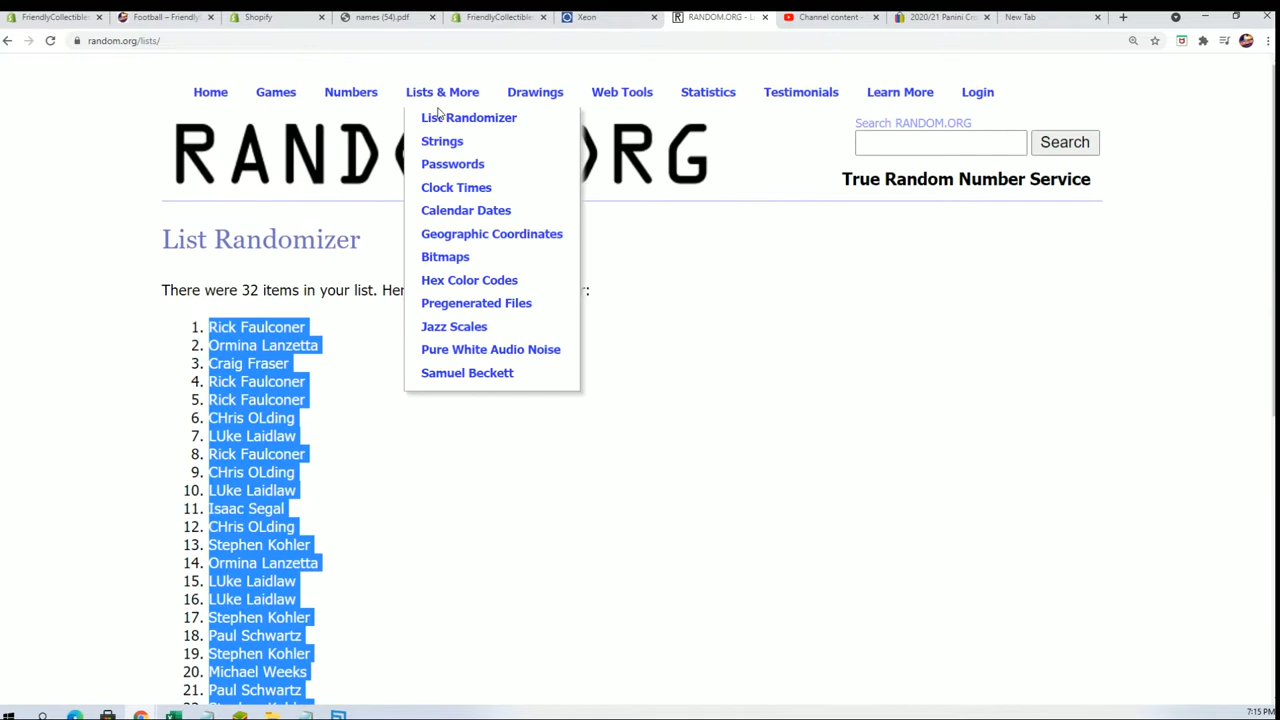 FriendlyCollectible
Football – Friendly
Shopify
names (54).pdf
FriendlyCollectibles
Xeon
RANDOM.ORG - L
Channel content -
2020/21 Panini Cro
New Tab
random.org/lists/
Home
Games
Numbers
Lists & More
Drawings
Web Tools
Statistics
Testimonials
Learn More
Login
List Randomizer
Strings
Passwords
Clock Times
Calendar Dates
Geographic Coordinates
Bitmaps
Hex Color Codes
Pregenerated Files
Jazz Scales
Pure White Audio Noise
Samuel Beckett
RAND ORG
Search RANDOM.ORG
Search
True Random Number Service
List Randomizer
There were 32 items in your list. Her :
1. Rick Faulconer
2. Ormina Lanzetta
3. Craig Fraser
4. Rick Faulconer
5. Rick Faulconer
6. CHris OLding
7. LUke Laidlaw
8. Rick Faulconer
9. CHris OLding
10. LUke Laidlaw
11. Isaac Segal
12. CHris OLding
13. Stephen Kohler
14. Ormina Lanzetta
15. LUke Laidlaw
16. LUke Laidlaw
17. Stephen Kohler
18. Paul Schwartz
19. Stephen Kohler
20. Michael Weeks
21. Paul Schwartz
7:15 PM